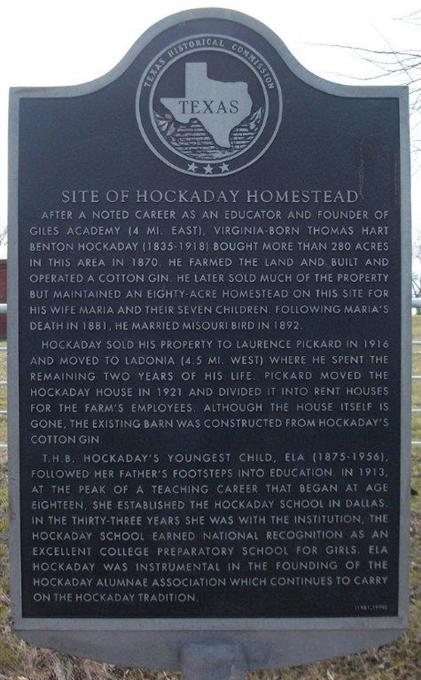 TEXAS HISTORICAL COMMISSION
TEXAS
SITE OF HOCKADAY HOMESTEAD
AFTER A NOTED CAREER AS AN EDUCATOR AND FOUNDER OF
GILES ACADEMY (4 MI. EAST), VIRGINIA-BORN THOMAS HART
BENTON HOCKADAY (1835-1918) BOUGHT MORE THAN 280 ACRES
IN THIS AREA IN 1870. HE FARMED THE LAND AND BUILT AND
OPERATED A COTTON GIN. HE LATER SOLD MUCH OF THE PROPERTY
BUT MAINTAINED AN EIGHTY-ACRE HOMESTEAD ON THIS SITE FOR
HIS WIFE MARIA AND THEIR SEVEN CHILDREN. FOLLOWING MARIA'S
DEATH IN 1881, HE MARRIED MISOURI BIRD IN 1892.
HOCKADAY SOLD HIS PROPERTY TO LAURENCE PICKARD IN 1916
AND MOVED TO LADONIA (4.5 MI. WEST) WHERE HE SPENT THE
REMAINING TWO YEARS OF HIS LIFE. PICKARD MOVED THE
HOCKADAY HOUSE IN 1921 AND DIVIDED IT INTO RENT HOUSES
FOR THE FARM'S EMPLOYEES. ALTHOUGH THE HOUSE ITSELF IS
GONE, THE EXISTING BARN WAS CONSTRUCTED FROM HOCKADAY'S
COTTON GIN.
T.H.B. HOCKADAY'S YOUNGEST CHILD, ELA (1875-1956),
FOLLOWED HER FATHER'S FOOTSTEPS INTO EDUCATION. IN 1913,
AT THE PEAK OF A TEACHING CAREER THAT BEGAN AT AGE
EIGHTEEN, SHE ESTABLISHED THE HOCKADAY SCHOOL IN DALLAS.
IN THE THIRTY-THREE YEARS SHE WAS WITH THE INSTITUTION, THE
HOCKADAY SCHOOL EARNED NATIONAL RECOGNITION AS AN
EXCELLENT COLLEGE PREPARATORY SCHOOL FOR GIRLS. ELA
HOCKADAY WAS INSTRUMENTAL IN THE FOUNDING OF THE
HOCKADAY ALUMNAE ASSOCIATION WHICH CONTINUES TO CARRY
ON THE HOCKADAY TRADITION.